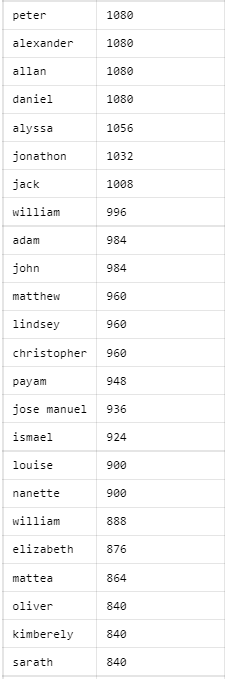 peter 1080
alexander 1080
allan 1080
daniel 1080
alyssa 1056
jonathon 1032
jack 1008
william 996
adam 984
john 984
matthew 960
lindsey 960
christopher 960
payam 948
jose manuel 936
ismael 924
louise 900
nanette 900
william 888
elizabeth 876
mattea 864
oliver 840
kimberely 840
sarath 840